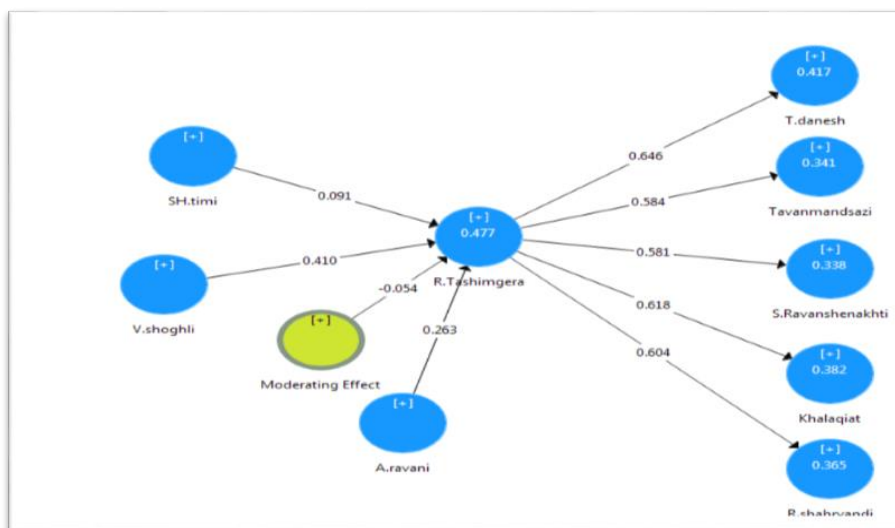 [+]
0.417
T.danesh
[+]
SH.timi
0.646
[+]
0.341
Tavanmandsazi
0.091
0.584
[+]
0.477
R.Tashimgera
[+]
V.shoghli
0.410
0.581
[+]
0.338
S.Ravanshenakhti
-0.054
0.618
[+]
Moderating Effect
0.263
0.604
[+]
0.382
Khalaqiat
[+]
A.ravani
[+]
0.365
R.shahrvandi